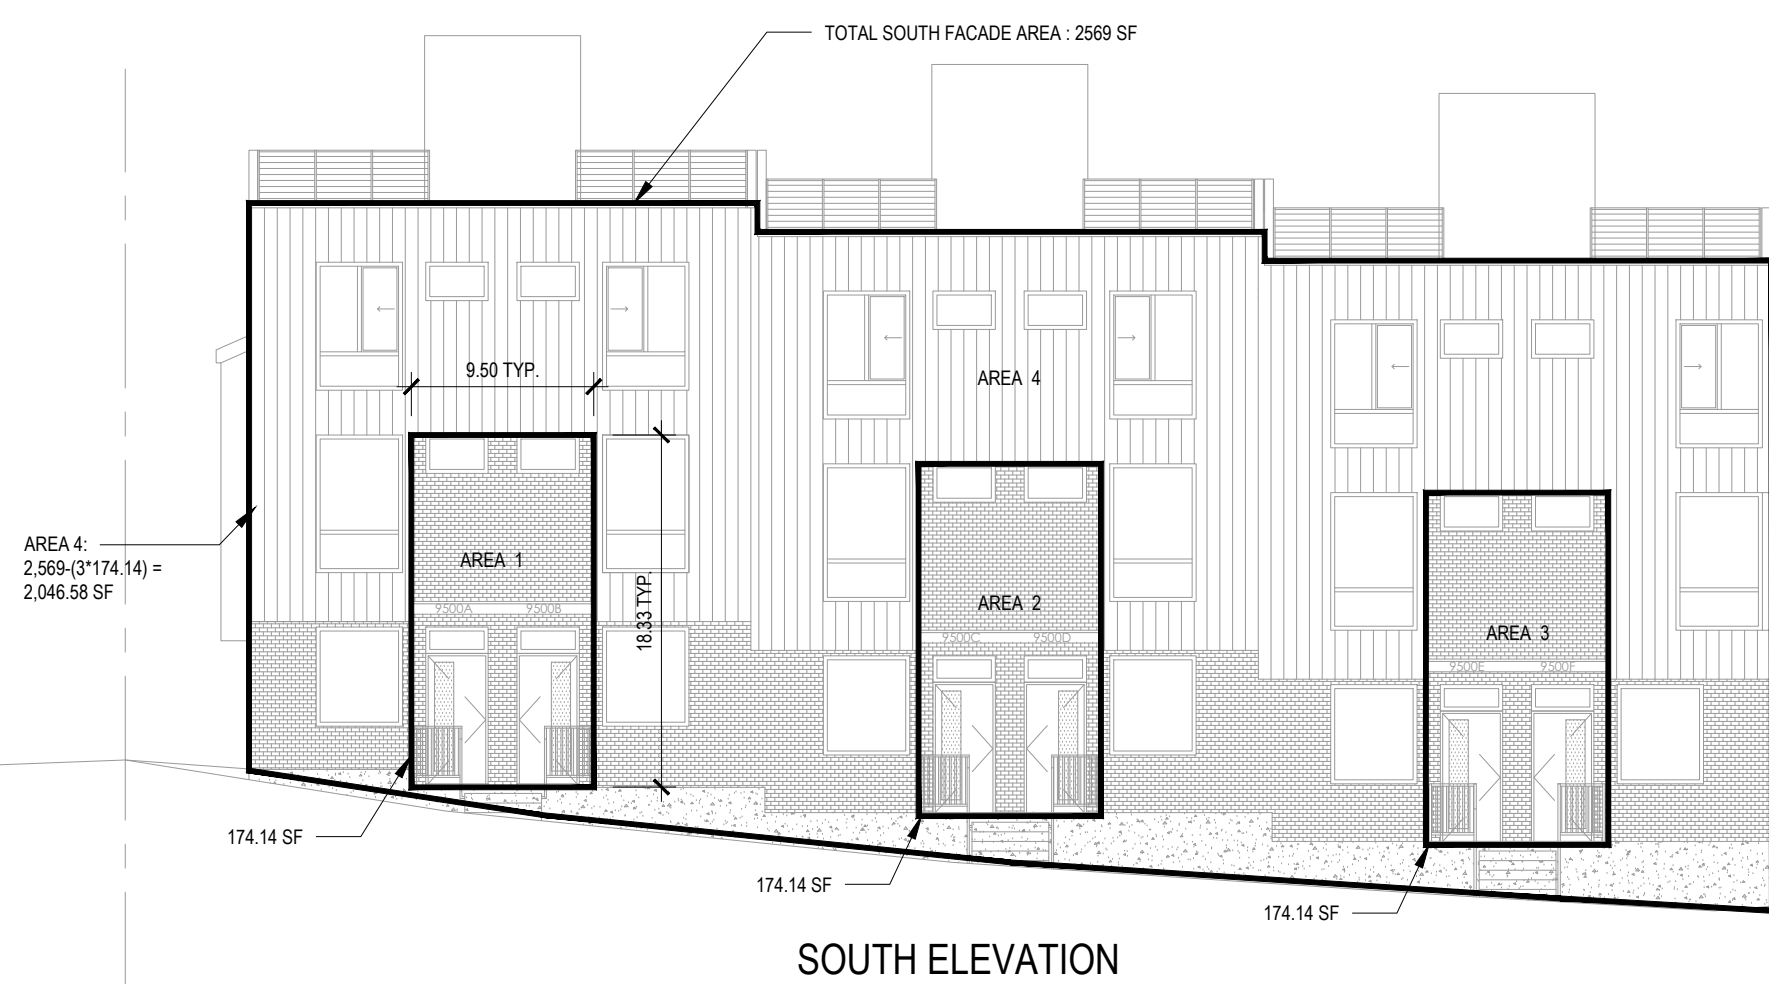 TOTAL SOUTH FACADE AREA : 2569 SF
9.50 TYP.
AREA 4
AREA 4:
2,569-(3*174.14) =
2,046.58 SF
AREA 1
18.33 TYP.
9500A 9500B
AREA 2
9500C 9500D
AREA 3
9500E 9500F
174.14 SF
174.14 SF
174.14 SF
SOUTH ELEVATION